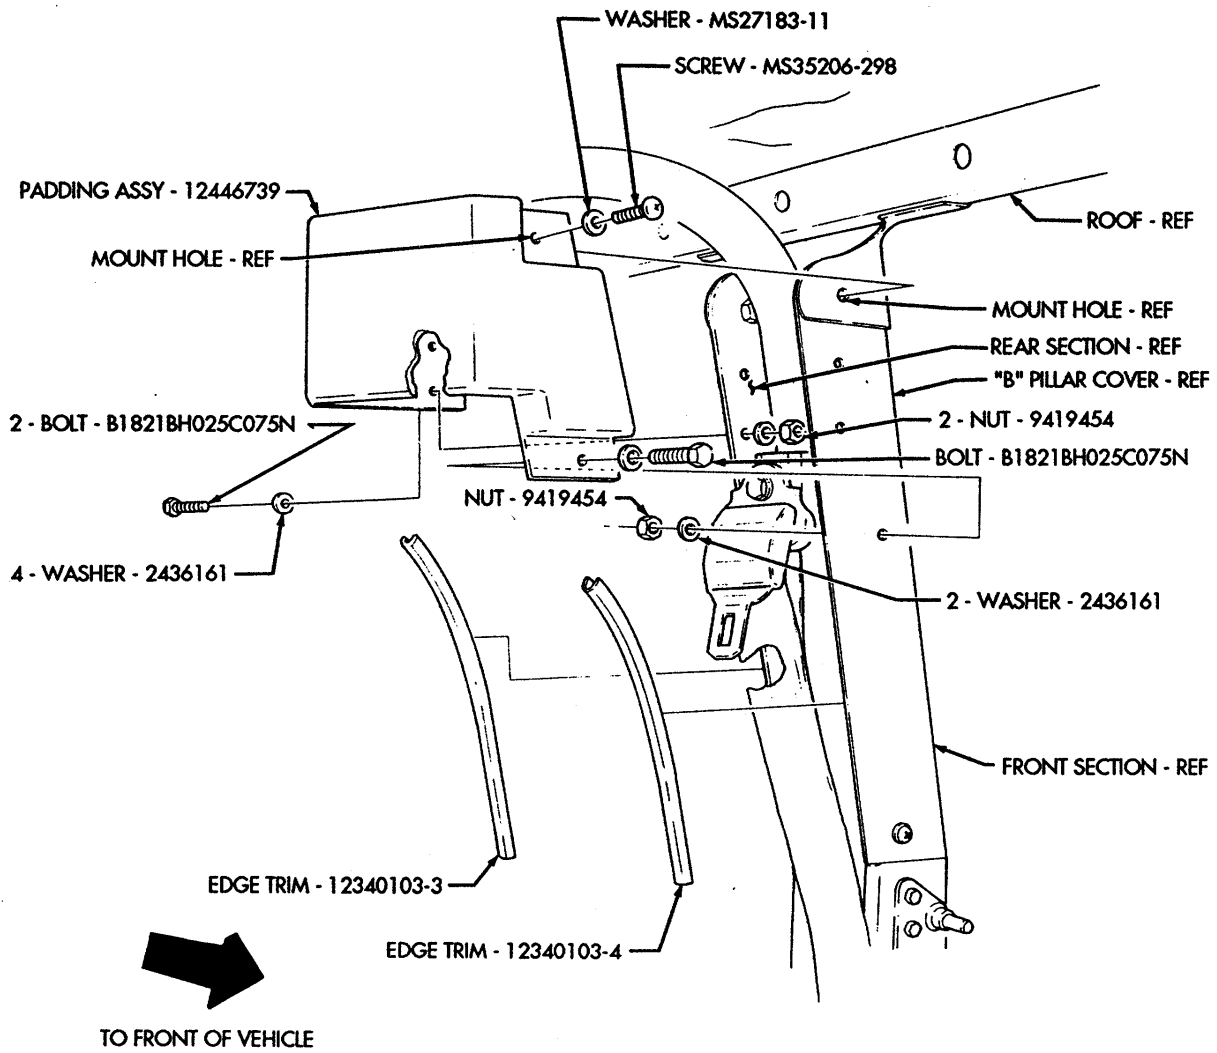 WASHER - MS27183-11
SCREW - MS35206-298
PADDING ASSY - 12446739
ROOF - REF
MOUNT HOLE - REF
MOUNT HOLE - REF
REAR SECTION - REF
"B" PILLAR COVER - REF
2 - BOLT - B1821BH025C075N
2 - NUT - 9419454
BOLT - B1821BH025C075N
NUT - 9419454
4 - WASHER - 2436161
2 - WASHER - 2436161
FRONT SECTION - REF
EDGE TRIM - 12340103-3
EDGE TRIM - 12340103-4
TO FRONT OF VEHICLE